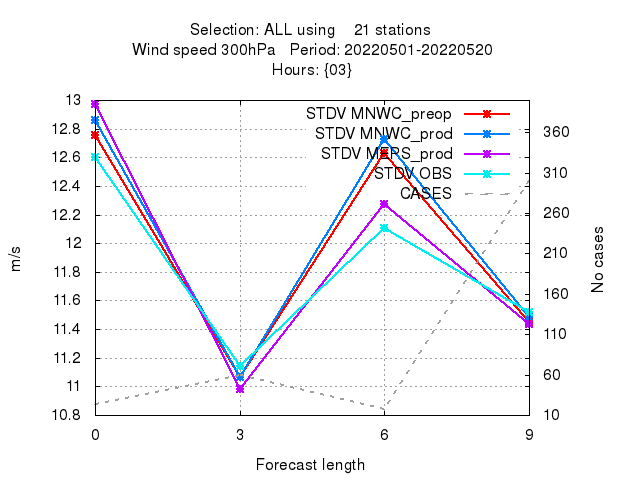 Selection: ALL using 21 stations
Wind speed 300hPa Period: 20220501-20220520
Hours: {03}
STDV MNWC_preop
STDV MNWC_prod
STDV MEPS_prod
STDV OBS
CASES
13
12.8
12.6
12.4
12.2
12
11.8
11.6
11.4
11.2
11
10.8
m/s
360
310
260
210
160
110
60
10
No cases
0 3 6 9
Forecast length